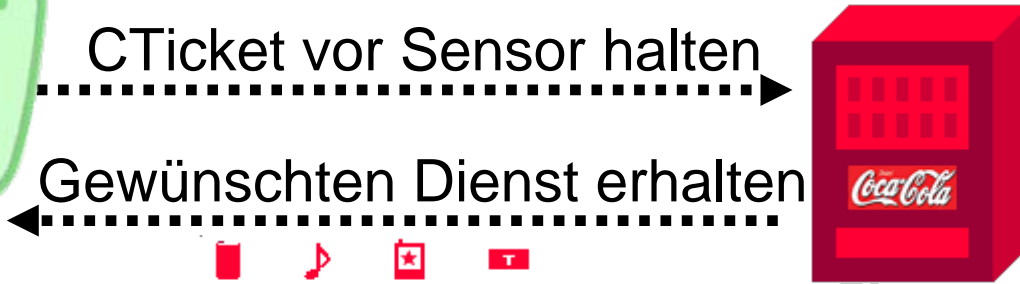 CTicket vor Sensor halten
Gewünschten Dienst erhalten
Coca-Cola
T